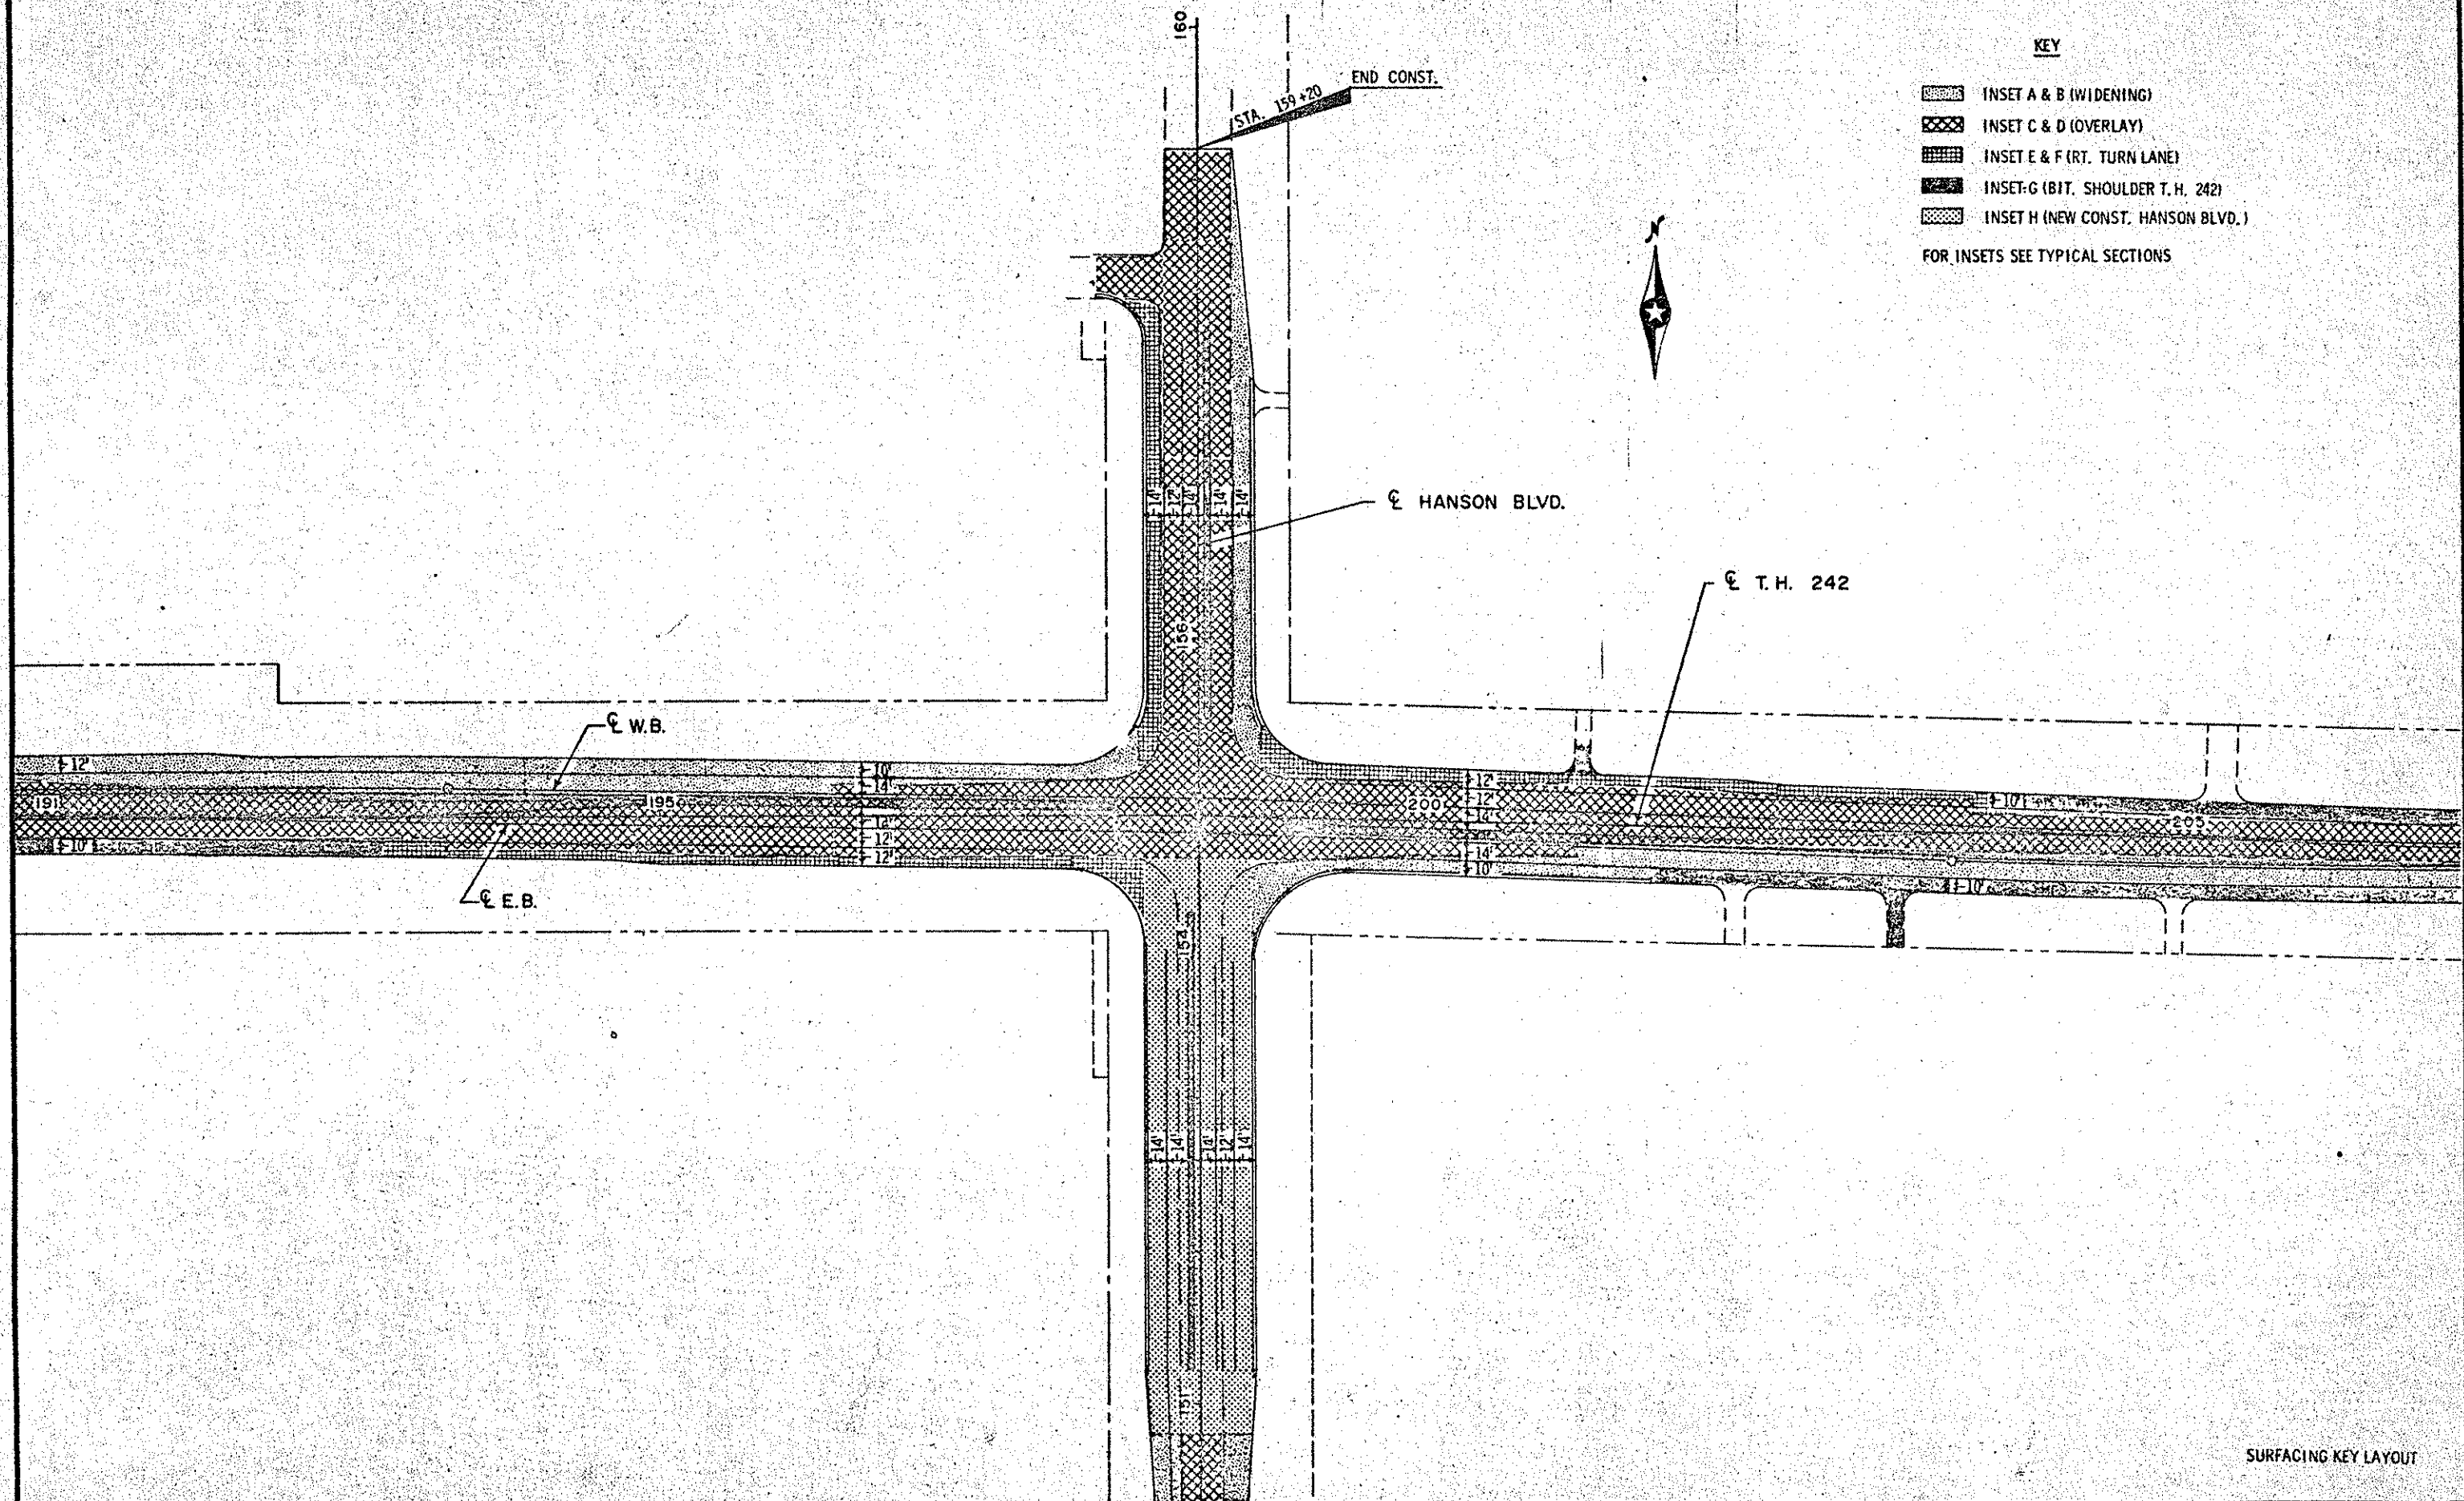 160
END CONST.
STA. 159+20
KEY
INSET A & B (WIDENING)
INSET C & D (OVERLAY)
INSET E & F (RT. TURN LANE)
INSET G (BIT. SHOULDER T. H. 242)
INSET H (NEW CONST. HANSON BLVD.)
FOR INSETS SEE TYPICAL SECTIONS
N
14' 12' 14' 14' 14'
℄ HANSON BLVD.
℄ T. H. 242
156
℄ W.B.
12'
10'
14'
12'
12'
191
195
200
205
12'
12'
14'
14'
10'
10'
10'
10'
℄ E.B.
154
14' 14' 14' 12' 14'
151
SURFACING KEY LAYOUT